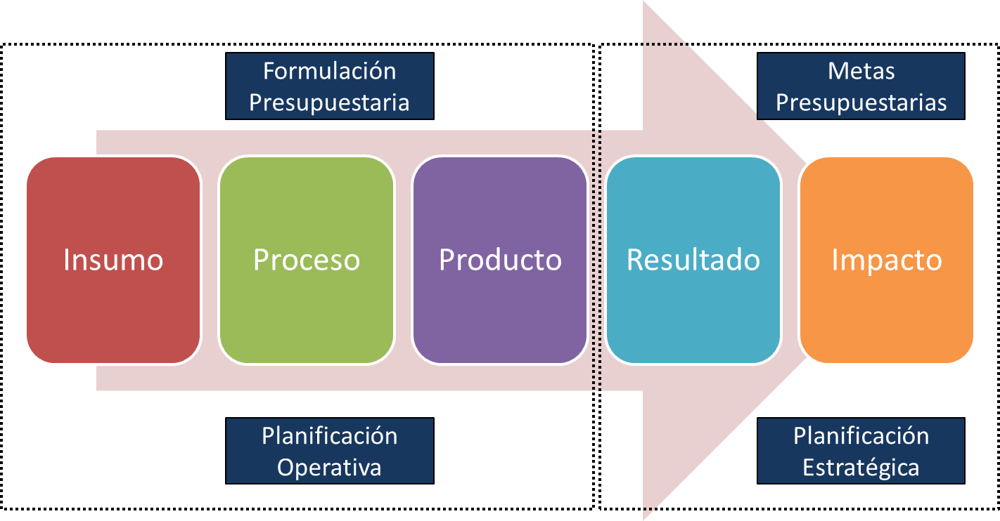 Formulación
Presupuestaria
Metas
Presupuestarias
Insumo
Proceso
Producto
Resultado
Impacto
Planificación
Operativa
Planificación
Estratégica